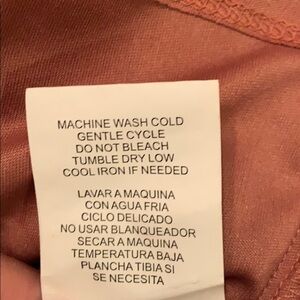 MACHINE WASH COLD
GENTLE CYCLE
DO NOT BLEACH
TUMBLE DRY LOW
COOL IRON IF NEEDED
LAVAR A MAQUINA
CON AGUA FRIA
CICLO DELICADO
NO USAR BLANQUEADOR
SECAR A MAQUINA
TEMPERATURA BAJA
PLANCHA TIBIA SI
SE NECESITA